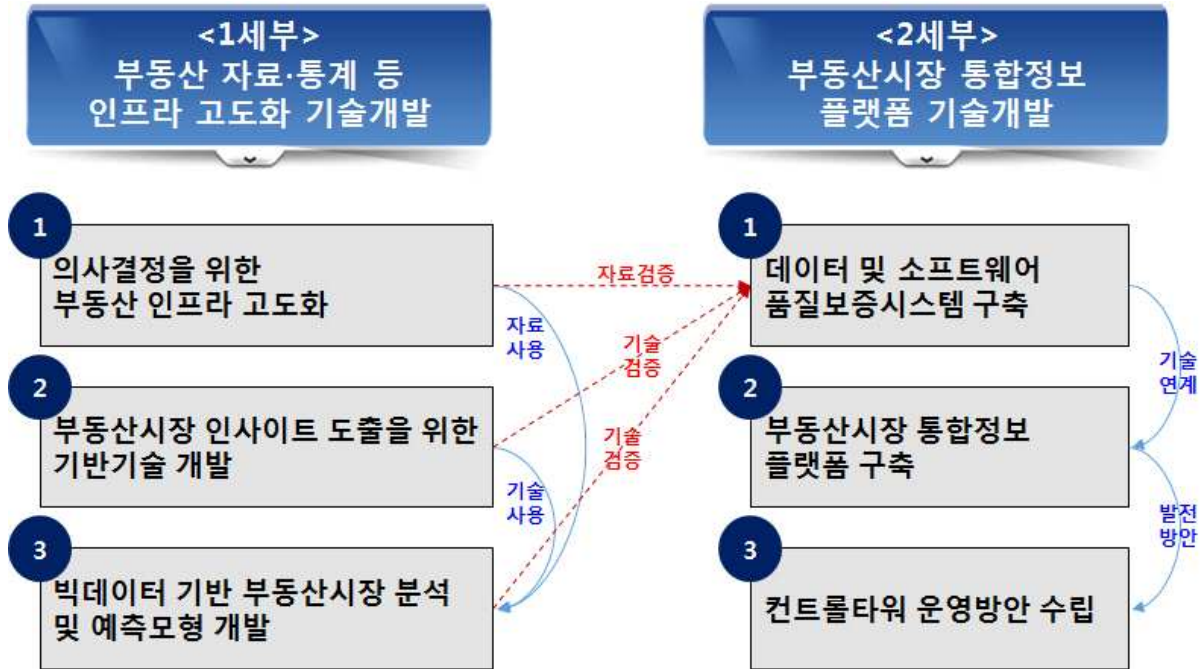 <1세부>
부동산 자료·통계 등
인프라 고도화 기술개발
<2세부>
부동산시장 통합정보
플랫폼 기술개발
1
의사결정을 위한
부동산 인프라 고도화
2
부동산시장 인사이트 도출을 위한
기반기술 개발
3
빅데이터 기반 부동산시장 분석
및 예측모형 개발
자료
사용
기술
사용
자료검증
기술
검증
기술
검증
1
데이터 및 소프트웨어
품질보증시스템 구축
2
부동산시장 통합정보
플랫폼 구축
3
컨트롤타워 운영방안 수립
기술
연계
발전
방안